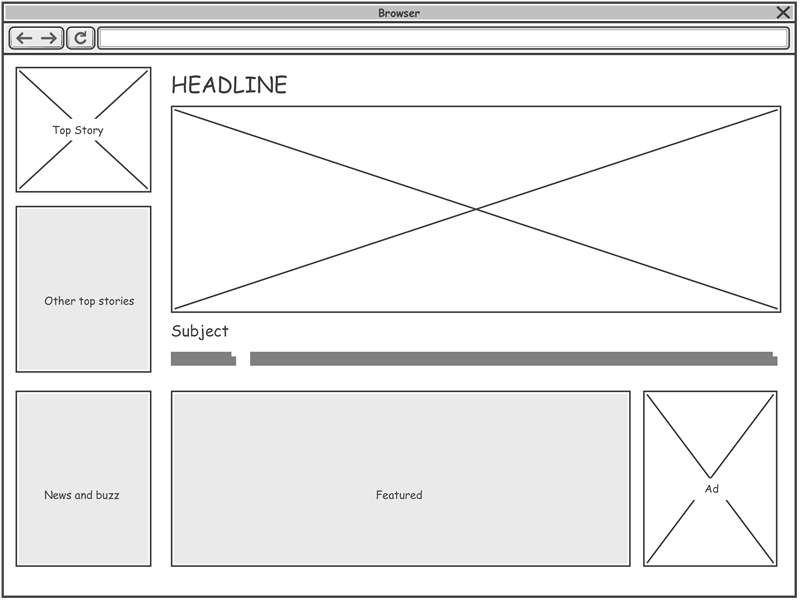 Browser
HEADLINE
Top Story
Other top stories
Subject
News and buzz
Featured
Ad